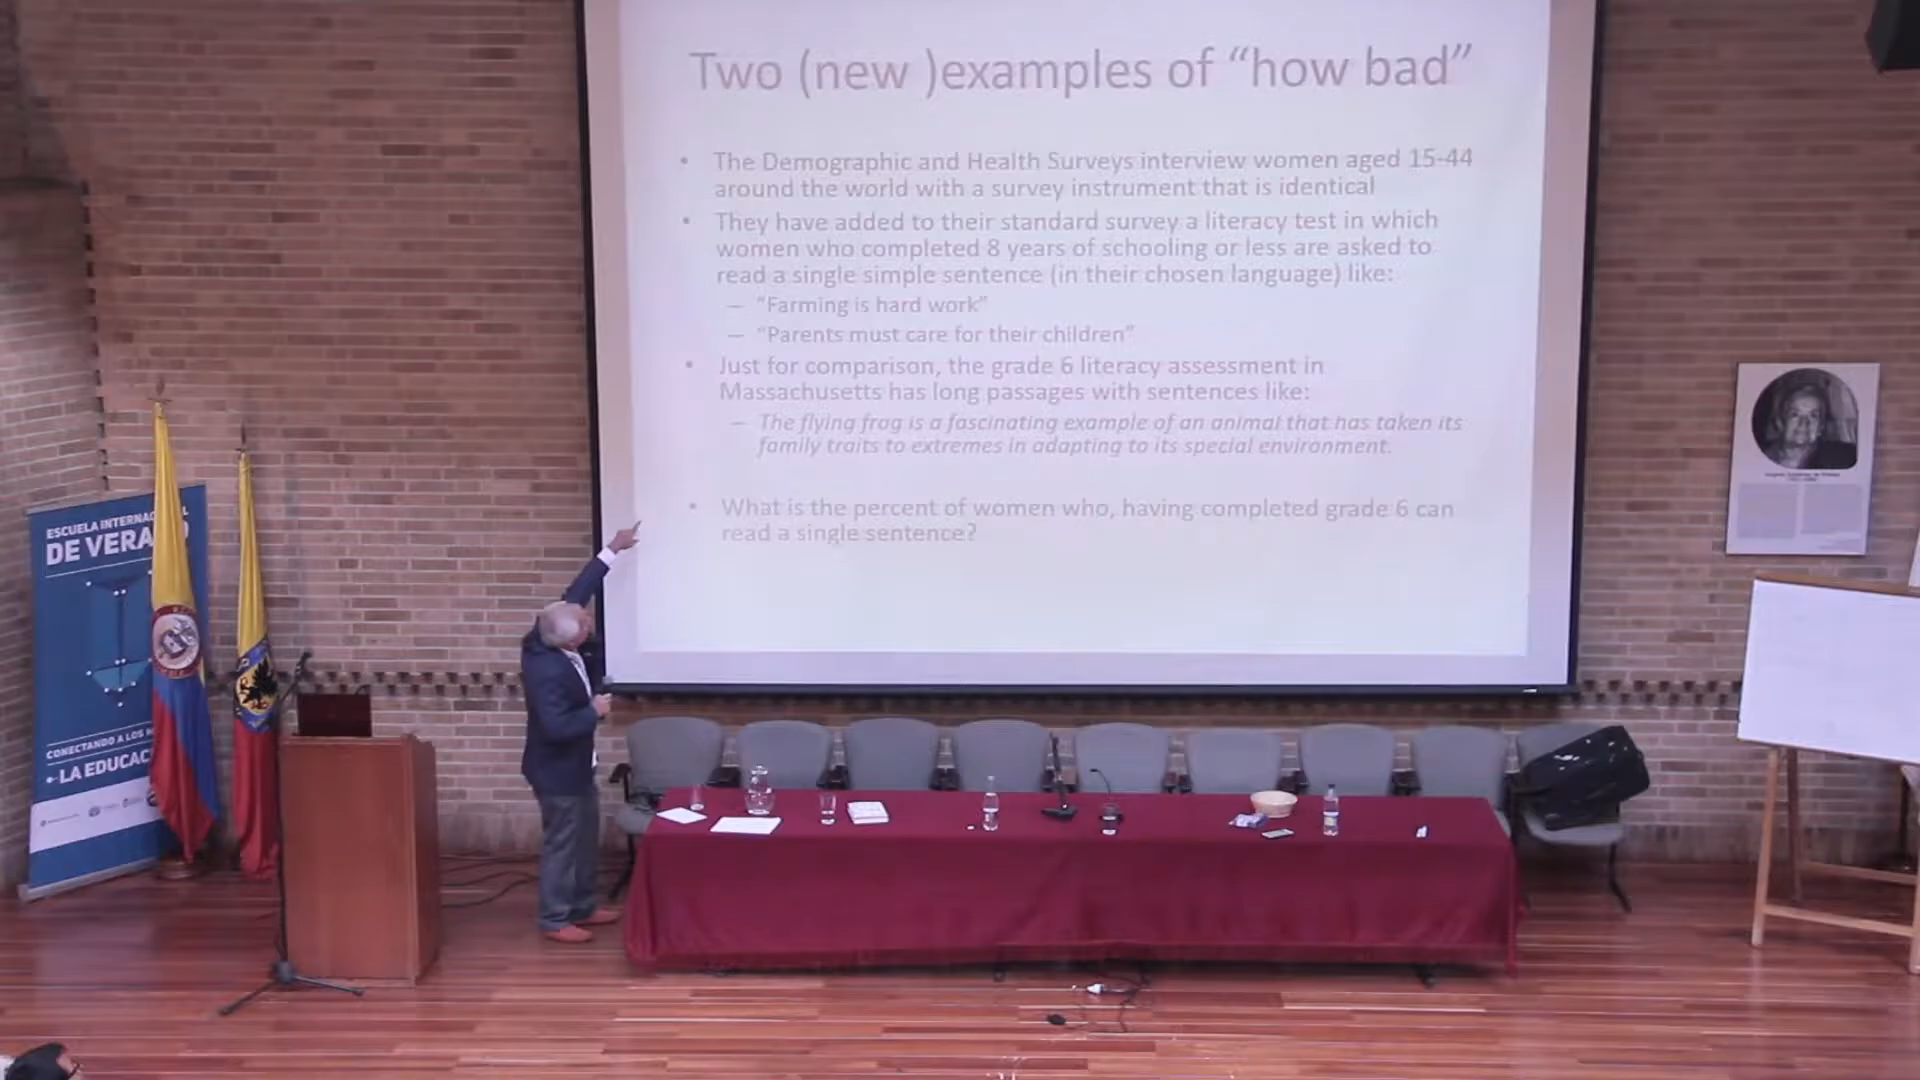 Two (new )examples of “how bad”
• The Demographic and Health Surveys interview women aged 15-44
around the world with a survey instrument that is identical
• They have added to their standard survey a literacy test in which
women who completed 8 years of schooling or less are asked to
read a single simple sentence (in their chosen language) like:
– “Farming is hard work”
– “Parents must care for their children”
• Just for comparison, the grade 6 literacy assessment in
Massachusetts has long passages with sentences like:
– The flying frog is a fascinating example of an animal that has taken its
family traits to extremes in adapting to its special environment.
• What is the percent of women who, having completed grade 6 can
read a single sentence?
ESCUELA
DE
CONECTANDO A LOS
LA